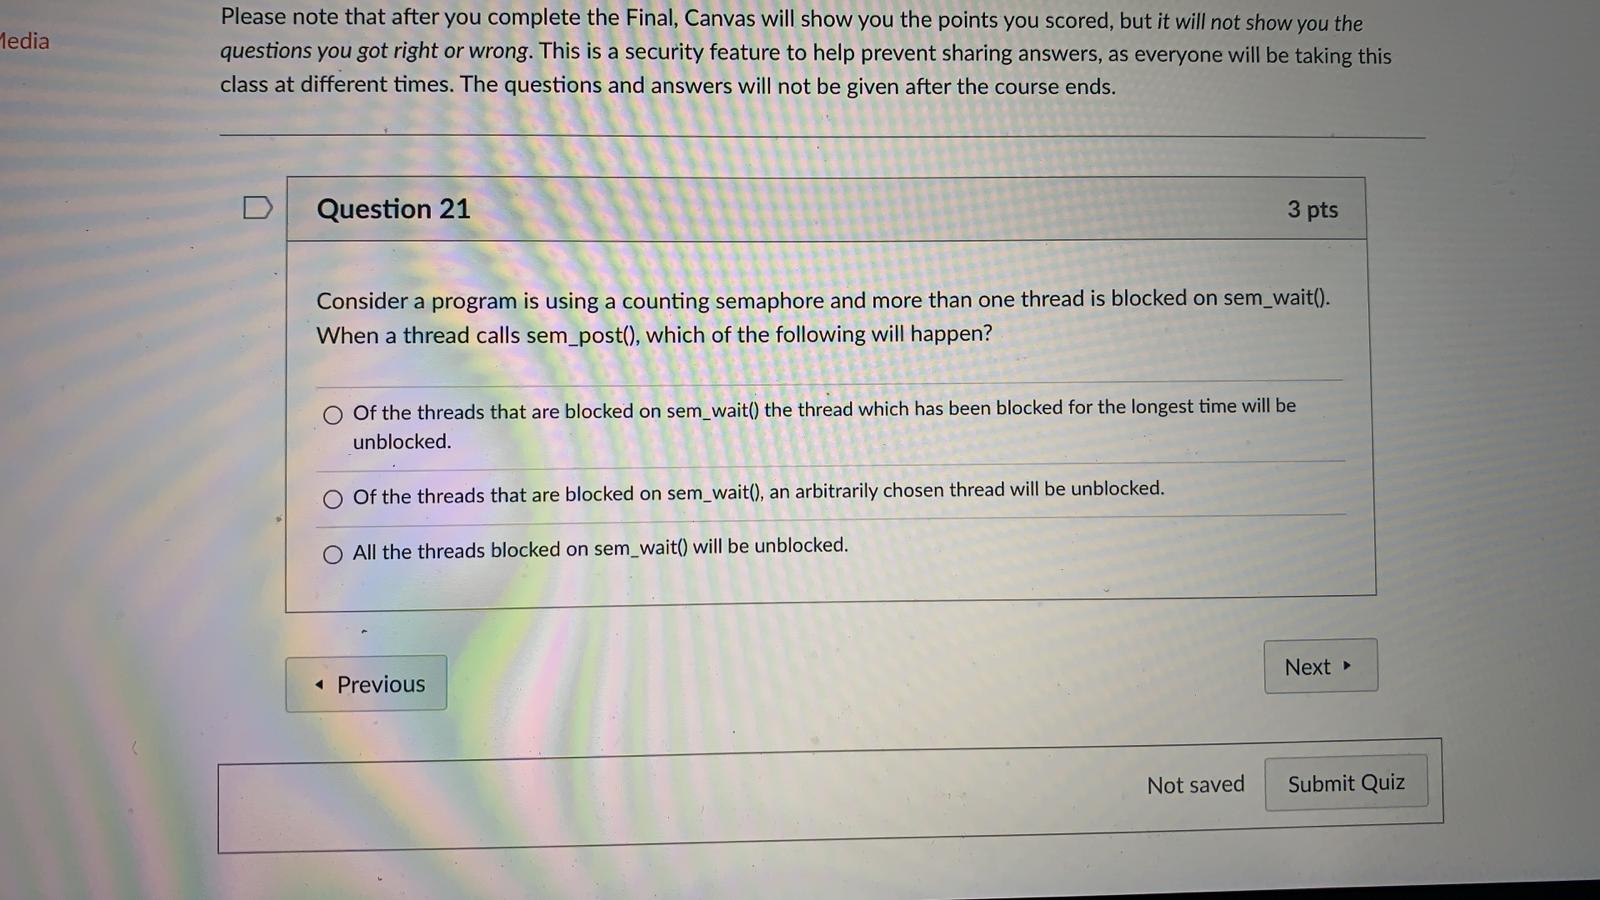 Please note that after you complete the Final, Canvas will show you the points you scored, but it will not show you the
questions you got right or wrong. This is a security feature to help prevent sharing answers, as everyone will be taking this
class at different times. The questions and answers will not be given after the course ends.
Question 21
3 pts
Consider a program is using a counting semaphore and more than one thread is blocked on sem_wait().
When a thread calls sem_post(), which of the following will happen?
Of the threads that are blocked on sem_wait() the thread which has been blocked for the longest time will be
unblocked.
Of the threads that are blocked on sem_wait(), an arbitrarily chosen thread will be unblocked.
All the threads blocked on sem_wait() will be unblocked.
Previous
Next
Not saved
Submit Quiz